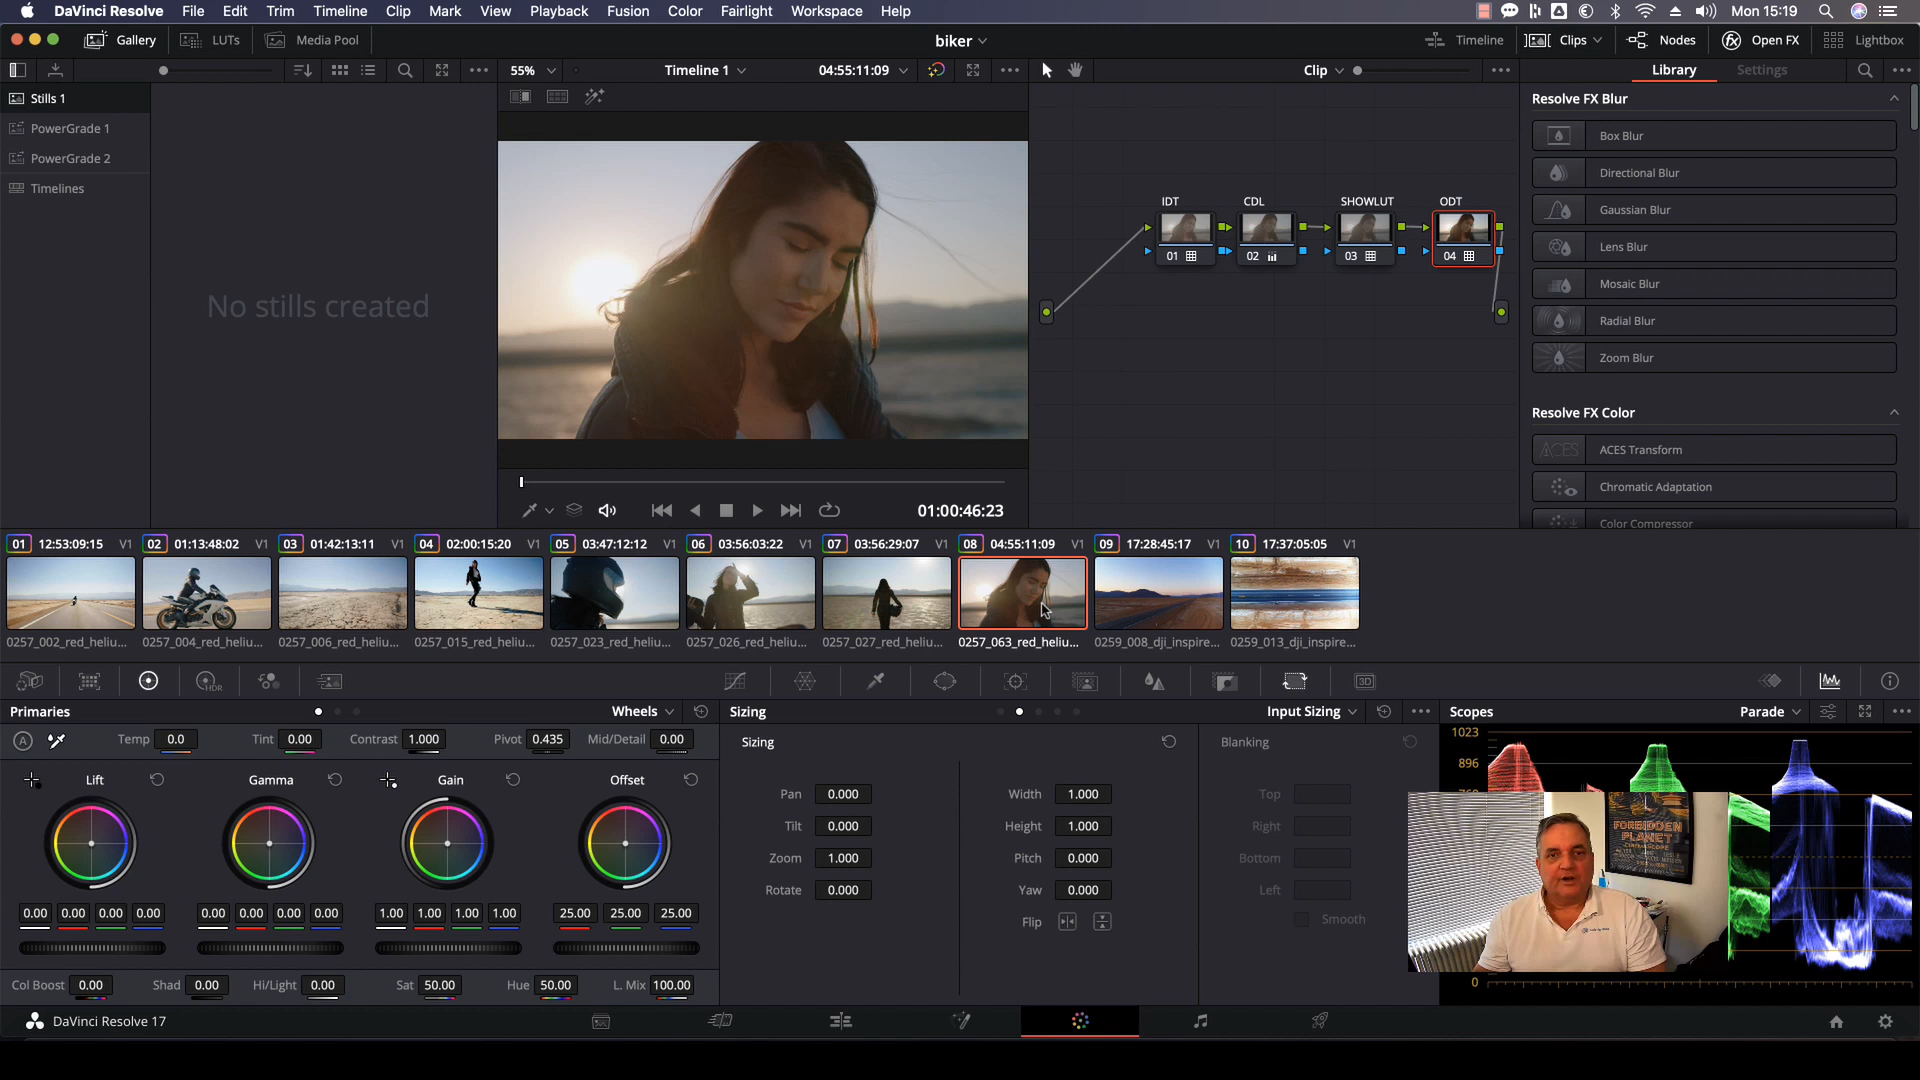 DaVinci Resolve File Edit Trim Timeline Clip Mark View Playback Fusion Color Fairlight Workspace Help Mon 15:19
Gallery LUTs Media Pool biker Timeline Clips Nodes Open FX Lightbox
55% Timeline 1 04:55:11:09 Clip Library Settings
Stills 1
PowerGrade 1
PowerGrade 2
Timelines
No stills created
IDT CDL SHOWLUT ODT
01 02 03 04
Resolve FX Blur
Box Blur
Directional Blur
Gaussian Blur
Lens Blur
Mosaic Blur
Radial Blur
Zoom Blur
Resolve FX Color
ACES ACES Transform
Chromatic Adaptation
Color Compressor
01:00:46:23
01 12:53:09:15 V1 02 01:13:48:02 V1 03 01:42:13:11 V1 04 02:00:15:20 V1 05 03:47:12:12 V1 06 03:56:03:22 V1 07 03:56:29:07 V1 08 04:55:11:09 V1 09 17:28:45:17 V1 10 17:37:05:05 V1
0257_002_red_heliu... 0257_004_red_heliu... 0257_006_red_heliu... 0257_015_red_heliu... 0257_023_red_heliu... 0257_026_red_heliu... 0257_027_red_heliu... 0257_063_red_heliu... 0259_008_dji_inspire... 0259_013_dji_inspire...
HDR 3D
Primaries Wheels Sizing Input Sizing Scopes Parade
A Temp 0.0 Tint 0.00 Contrast 1.000 Pivot 0.435 Mid/Detail 0.00 Sizing Blanking
1023
896
Lift Gamma Gain Offset
Pan 0.000 Width 1.000 Top
Tilt 0.000 Height 1.000 Right
Zoom 1.000 Pitch 0.000 Bottom
Rotate 0.000 Yaw 0.000 Left
Flip Smooth
FORBIDDEN
PLANET
CINEMASCOPE
0.00 0.00 0.00 0.00 0.00 0.00 0.00 0.00 1.00 1.00 1.00 1.00 25.00 25.00 25.00
Col Boost 0.00 Shad 0.00 Hi/Light 0.00 Sat 50.00 Hue 50.00 L. Mix 100.00
0
DaVinci Resolve 17